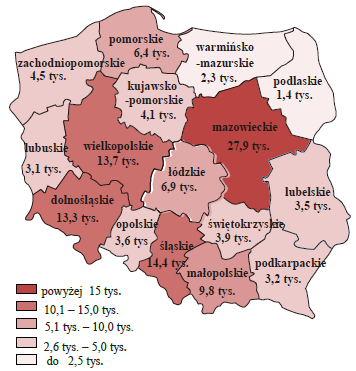 pomorskie
6,4 tys.
warmińsko
-mazurskie
2,3 tys.
zachodniopomorskie
4,5 tys.
podlaskie
1,4 tys.
kujawsko
-pomorskie
4,1 tys.
mazowieckie
27,9 tys.
lubuskie
3,1 tys.
wielkopolskie
13,7 tys.
łódzkie
6,9 tys.
lubelskie
3,5 tys.
dolnośląskie
13,3 tys.
opolskie
3,6 tys
świętokrzyskie
3,9 tys.
śląskie
14,4 tys.
małopolskie
9,8 tys.
podkarpackie
3,2 tys.
powyżej 15 tys.
10,1 – 15,0 tys.
5,1 tys. – 10,0 tys.
2,6 tys. – 5,0 tys.
do 2,5 tys.